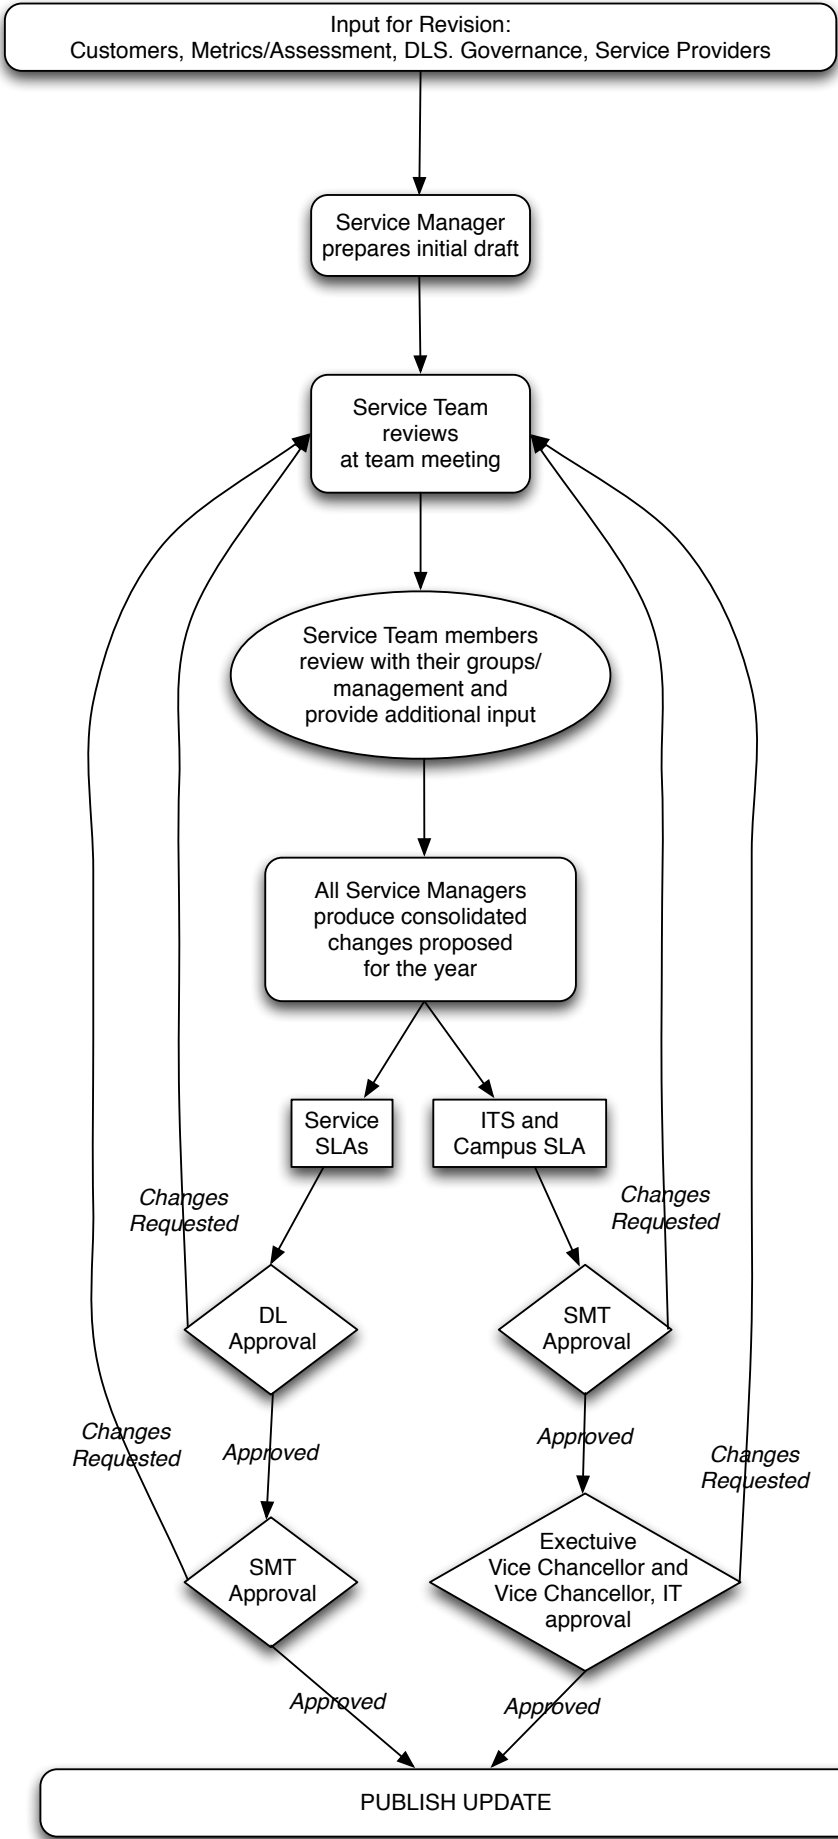 Input for Revision:
Customers, Metrics/Assessment, DLS. Governance, Service Providers
Service Manager
prepares initial draft
Service Team
reviews
at team meeting
Service Team members
review with their groups/
management and
provide additional input
All Service Managers
produce consolidated
changes proposed
for the year
Service
SLAs
ITS and
Campus SLA
Changes
Requested
Changes
Requested
DL
Approval
SMT
Approval
Changes
Requested
Approved
Approved
Changes
Requested
SMT
Approval
Exectuive
Vice Chancellor and
Vice Chancellor, IT
approval
Approved
Approved
PUBLISH UPDATE